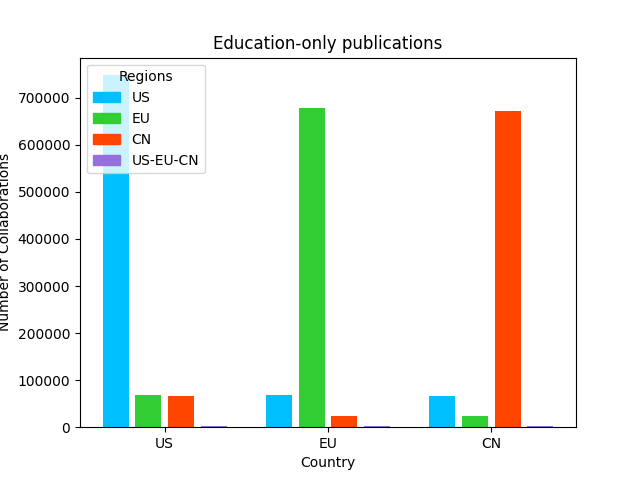 Education-only publications
Regions
US
EU
CN
US-EU-CN
700000
600000
500000
400000
300000
200000
100000
0
Number of Collaborations
US
EU
CN
Country